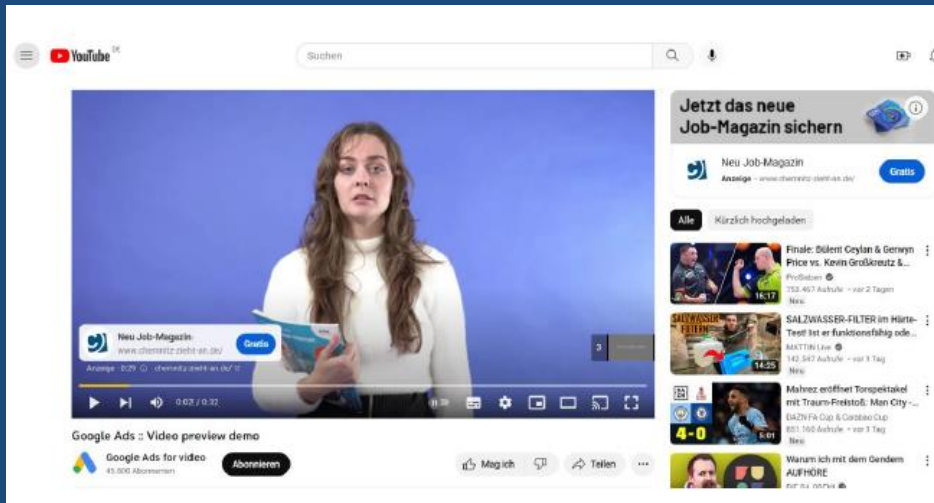 YouTube DE
Suchen
Neu Job-Magazin
www.chemnitz-zieht-an.de/
Gratis
Anzeige · 0:29 chemnitz-zieht-an.de/
3
0:02 / 0:32
Google Ads :: Video preview demo
Google Ads for video
Abonnieren
Mag ich
Teilen
Jetzt das neue
Job-Magazin sichern
Neu Job-Magazin
Anzeige · www.chemnitz-zieht-an.de/
Gratis
Alle
Kürzlich hochgeladen
16:17
Finale: Bülent Ceylan & Gerwyn
Price vs. Kevin Großkreutz &...
ProSieben
753.467 Aufrufe · vor 2 Tagen
Neu
SALZWASSER
FILTERN
14:25
SALZWASSER-FILTER im Härte-
Test! Ist er funktionsfähig ode...
MATTIN Live
142.547 Aufrufe · vor 1 Tag
Neu
DAZN
4-0
5:01
Mahrez eröffnet Torspektakel
mit Traum-Freistoß: Man City -...
DAZN FA Cup & Carabao Cup
851.160 Aufrufe · vor 1 Tag
Neu
Warum ich mit dem Gendern
AUFHÖRE